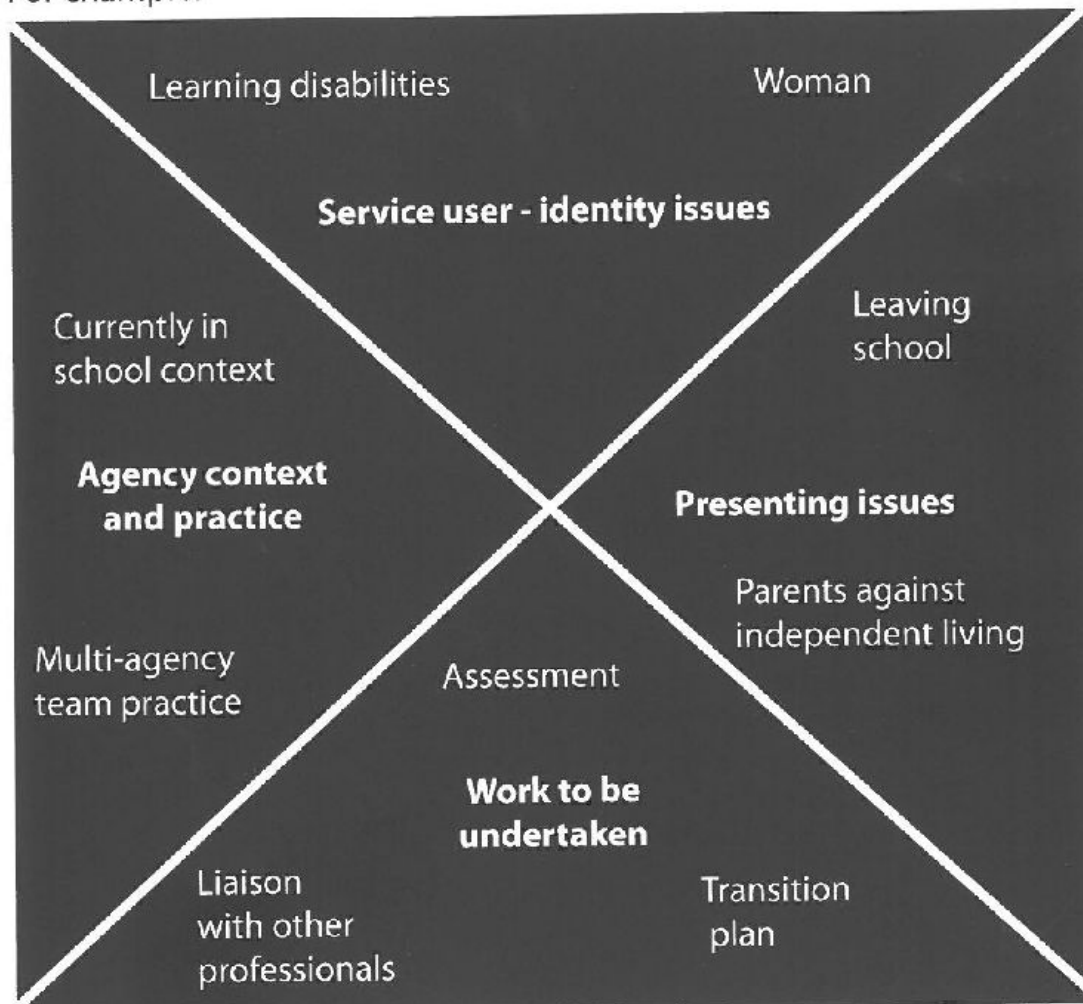 Learning disabilities
Woman
Service user - identity issues
Currently in
school context
Agency context
and practice
Multi-agency
team practice
Leaving
school
Presenting issues
Parents against
independent living
Assessment
Work to be
undertaken
Liaison
with other
professionals
Transition
plan